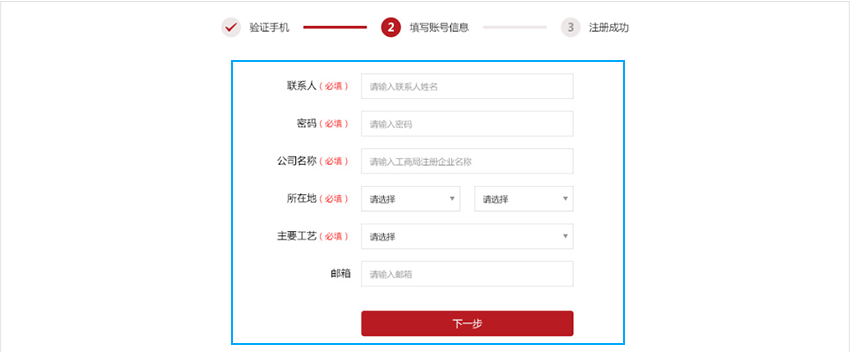 验证手机 2 填写账号信息 3 注册成功
联系人(必填) 请输入联系人姓名
密码(必填) 请输入密码
公司名称(必填) 请输入工商局注册企业名称
所在地(必填) 请选择 请选择
主要工艺(必填) 请选择
邮箱 请输入邮箱
下一步